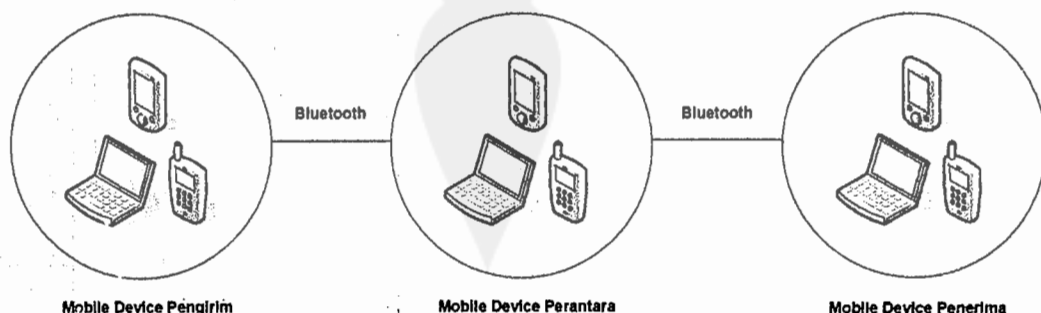 Bluetooth
Bluetooth
Mobile Device Pengirim
Mobile Device Perantara
Mobile Device Penerima